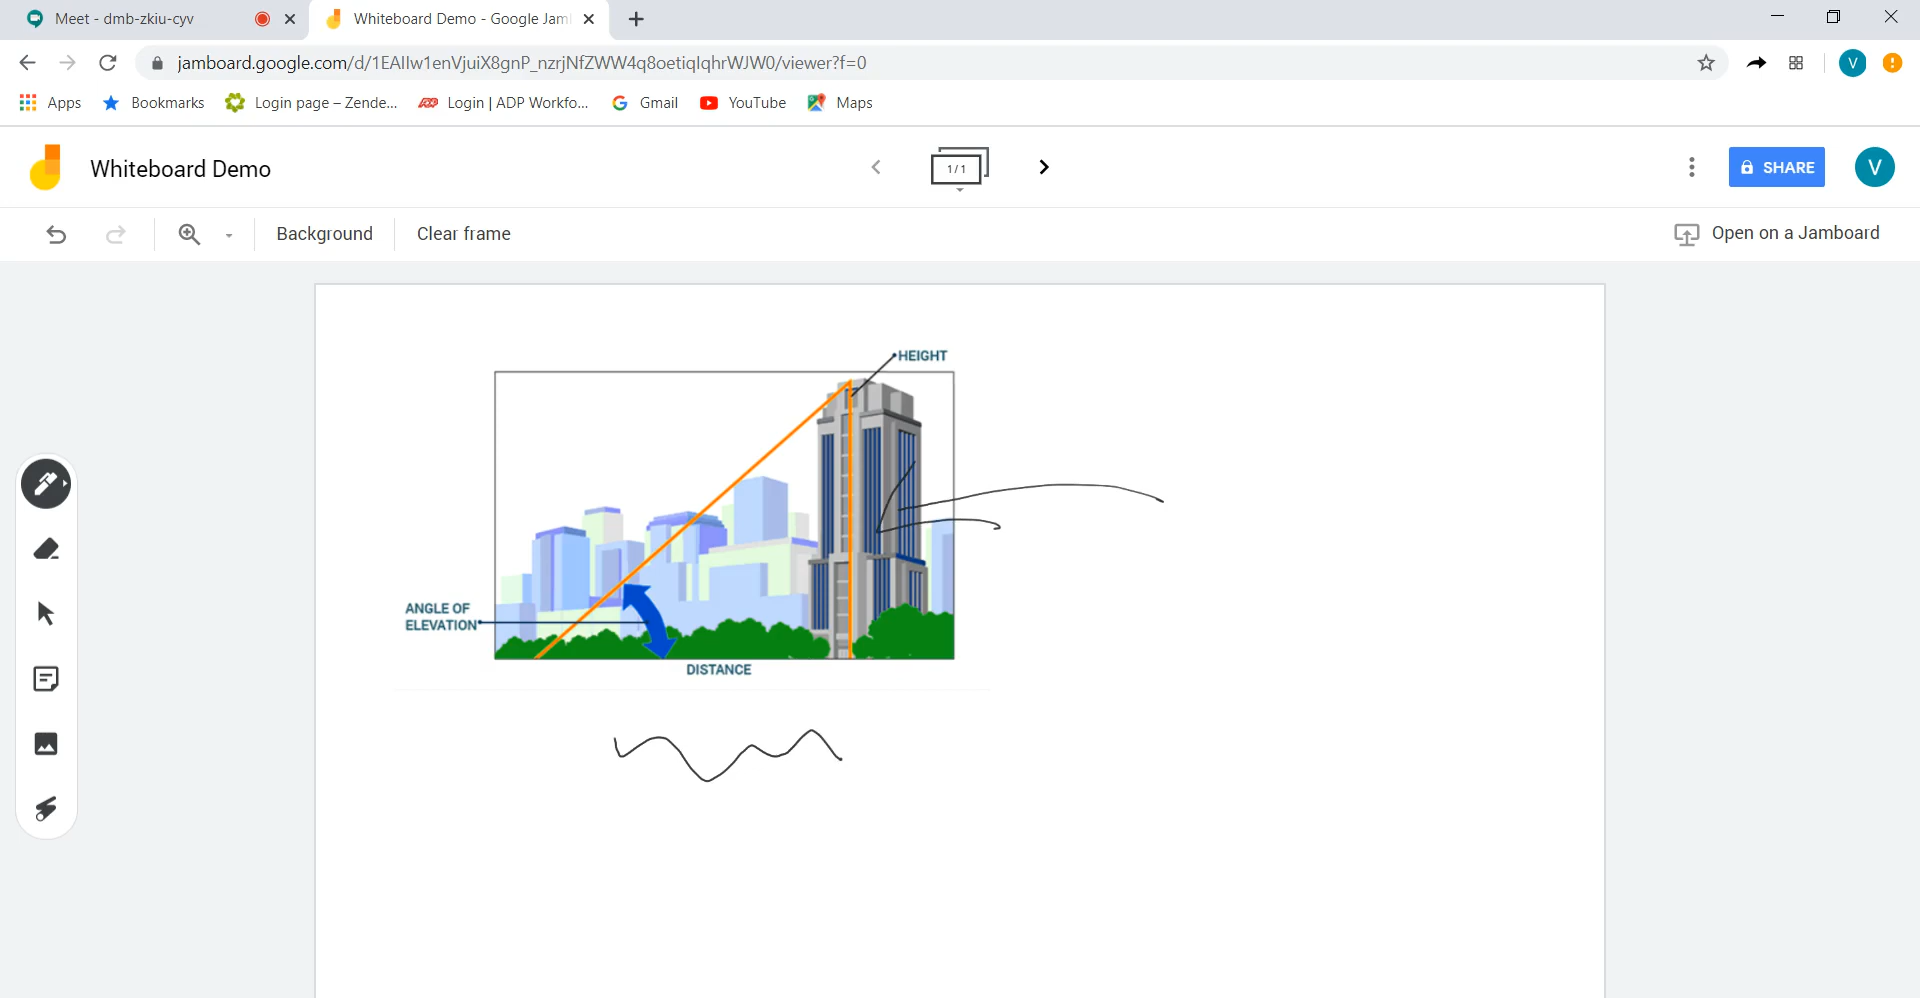 Meet - dmb-zkiu-cyv
Whiteboard Demo - Google Jam
jamboard.google.com/d/1EAIIw1enVjuiX8gnP_nzrjNfZWW4q8oetiqIqhrWJW0/viewer?f=0
V
Apps Bookmarks Login page – Zende... Login | ADP Workfo... Gmail YouTube Maps
Whiteboard Demo
1/1
SHARE
V
Background
Clear frame
Open on a Jamboard
HEIGHT
ANGLE OF
ELEVATION
DISTANCE